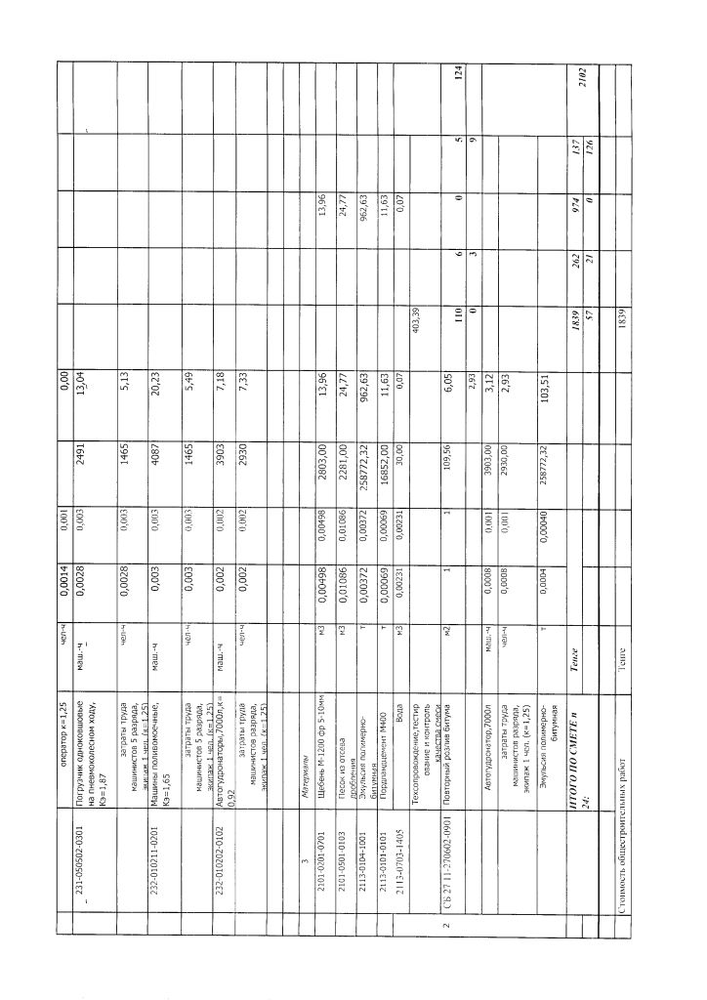 оператор к=1,25 чел-ч 0,0014 0,001 0,00
231-050502-0301 Погрузчик одноковшовые маш.-ч 0,0028 0,003 2491 13,04
на пневмоколесном ходу,
Кэ=1,87
затраты труда чел-ч 0,0028 0,003 1465 5,13
машинистов 5 разряда,
экипаж 1 чел. (к=1,25)
232-010211-0201 Машины поливомоечные, маш.-ч 0,003 0,003 4087 20,23
Кэ=1,65
затраты труда чел-ч 0,003 0,003 1465 5,49
машинистов 5 разряда,
экипаж 1 чел. (к=1,25)
232-010202-0102 Автогудронаторы,7000л,к= маш.-ч 0,002 0,002 3903 7,18
0,92
затраты труда чел-ч 0,002 0,002 2930 7,33
машинистов разряда,
экипаж 1 чел. (к=1,25)
3 Материалы
2101-0201-0701 Щебень М-1200 фр 5-10мм м3 0,00498 0,00498 2803,00 13,96 13,96
2101-0501-0103 Песок из отсева м3 0,01086 0,01086 2281,00 24,77 24,77
дробления
2113-0104-1001 Эмульсия полимерно- т 0,00372 0,00372 258772,32 962,63 962,63
битумная
2113-0101-0101 Портландцемент М400 т 0,00069 0,00069 16852,00 11,63 11,63
2113-0703-1405 Вода м3 0,00231 0,00231 30,00 0,07 0,07
Техсопровождение,тестир 403,39
ование и контроль
качества смеси
2 СБ 27 11-270602-0901 Повторный розлив битума м2 1 1 109,56 6,05 110 6 0 5 124
2,93 0 3 9
Автогудронатор,7000л маш.-ч 0,0008 0,001 3903,00 3,12
затраты труда чел-ч 0,0008 0,001 2930,00 2,93
машинистов разряда,
экипаж 1 чел. (к=1,25)
Эмульсия полимерно- т 0,0004 0,00040 258772,32 103,51
битумная
ИТОГО ПО СМЕТЕ п Тенге 1839 262 974 137 2102
24: 57 21 0 126
Стоимость общестроительных работ Тенге 1839